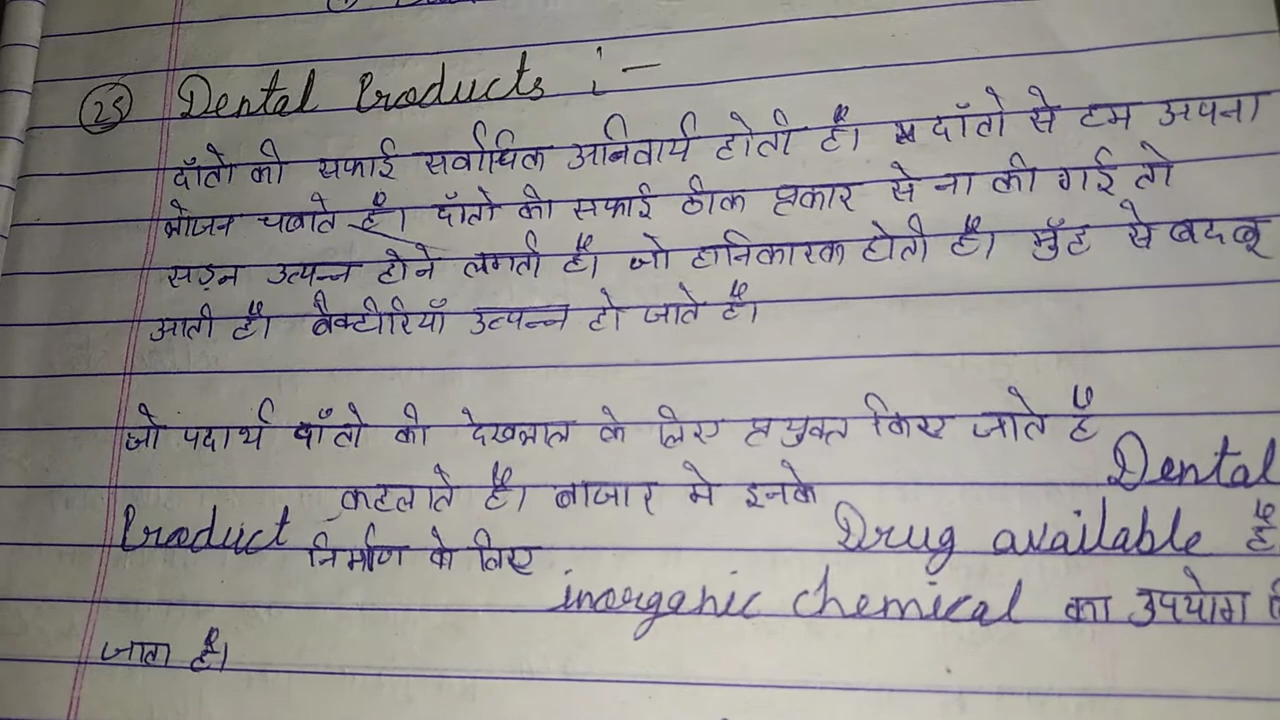 25 Dental Products :-
दाँतो की सफाई सर्वाधिक अनिवार्य होती है। दाँतो से हम अपना
भोजन चबाते है। दाँतो की सफाई ठीक प्रकार से ना की गई तो
सड़न उत्पन्न होने लगती है। जो हानिकारक होती है। मुँह से बदबू
आती है। बैक्टीरियाँ उत्पन्न हो जाते है।
जो पदार्थ दाँतो की देखभाल के लिए प्रयुक्त किए जाते है Dental
Product कहलाते है। बाजार मे इनके Drug available है
निर्माण के लिए inorganic chemical का उपयोग
जाता है।